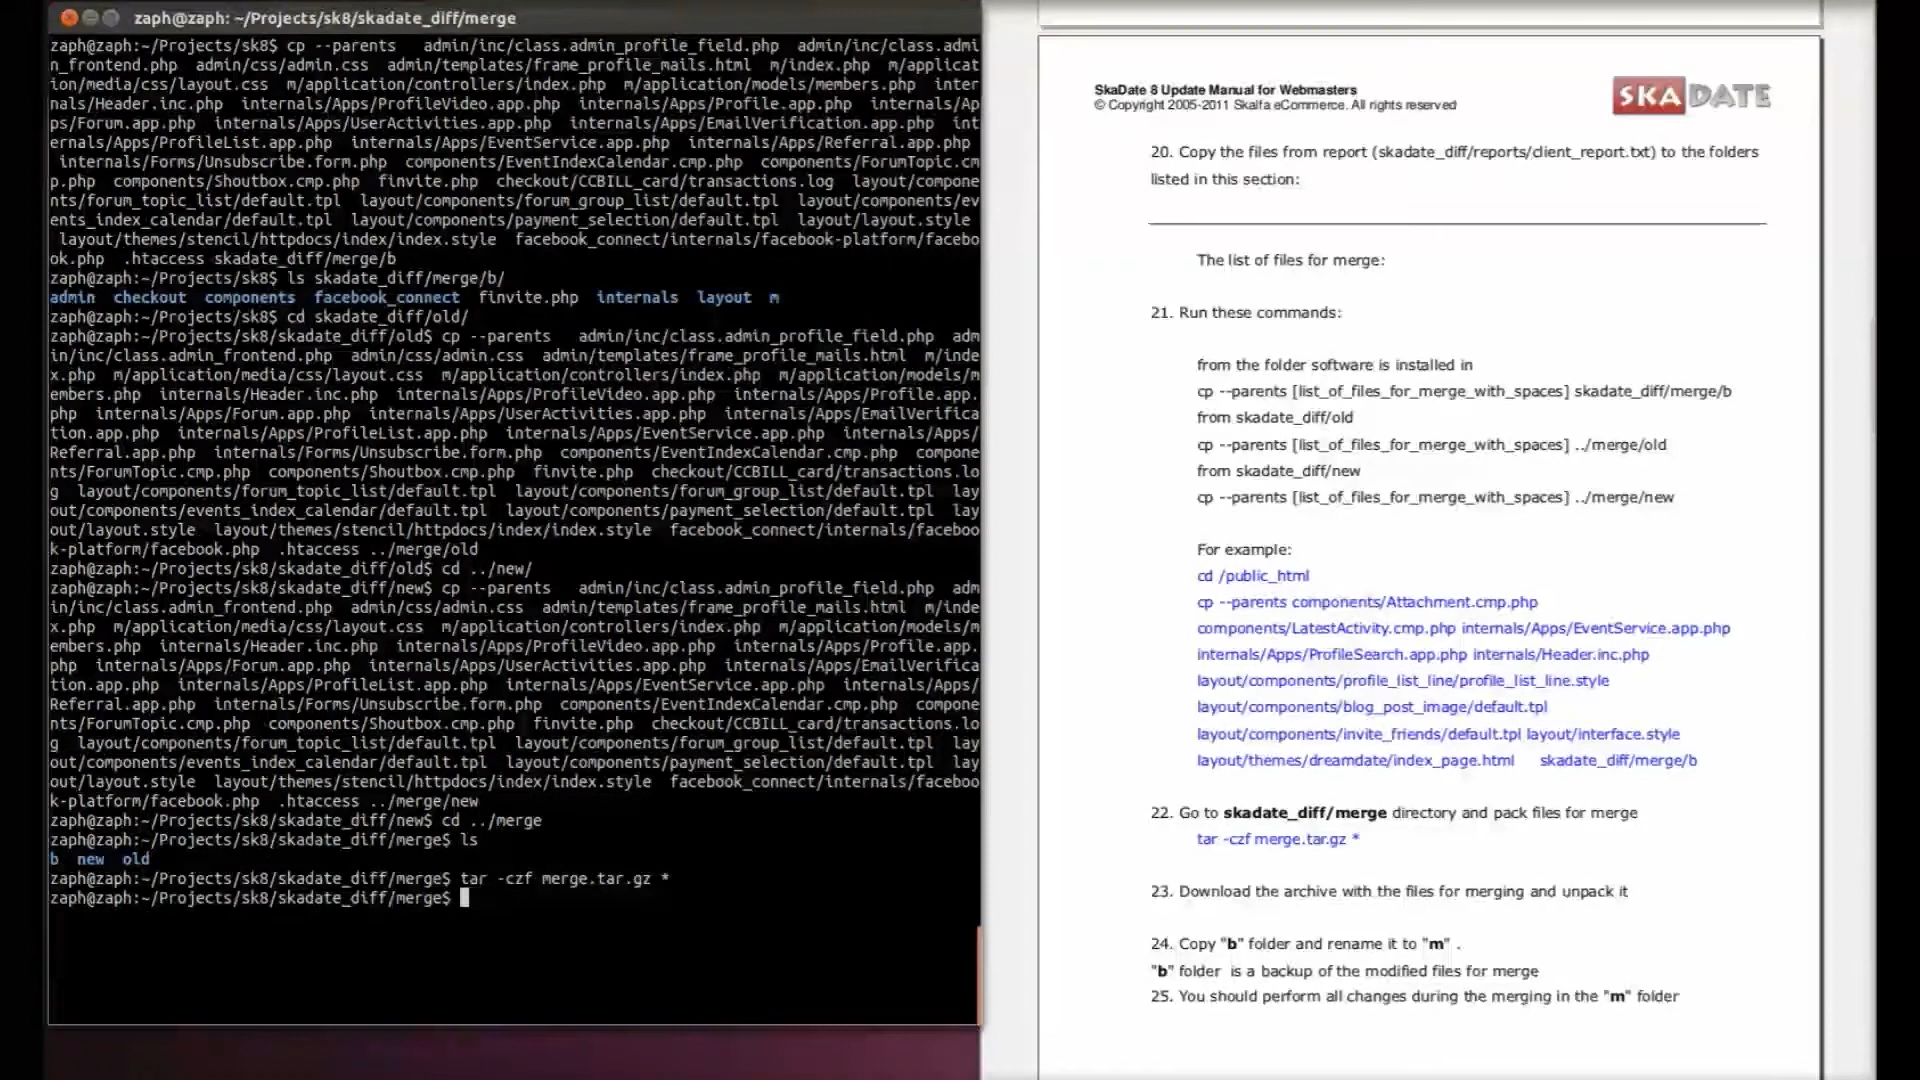 zaph@zaph: ~/Projects/sk8/skadate_diff/merge
zaph@zaph:~/Projects/sk8$ cp --parents   admin/inc/class.admin_profile_field.php  admin/inc/class.admi
n_frontend.php  admin/css/admin.css  admin/templates/frame_profile_mails.html  m/index.php  m/applicat
ion/media/css/layout.css  m/application/controllers/index.php  m/application/models/members.php  inter
nals/Header.inc.php  internals/Apps/ProfileVideo.app.php  internals/Apps/Profile.app.php  internals/Ap
ps/Forum.app.php  internals/Apps/UserActivities.app.php  internals/Apps/EmailVerification.app.php  int
ernals/Apps/ProfileList.app.php  internals/Apps/EventService.app.php  internals/Apps/Referral.app.php
internals/Forms/Unsubscribe.form.php  components/EventIndexCalendar.cmp.php  components/ForumTopic.cm
p.php  components/Shoutbox.cmp.php  finvite.php  checkout/CCBILL_card/transactions.log  layout/compone
nts/forum_topic_list/default.tpl  layout/components/forum_group_list/default.tpl  layout/components/ev
ents_index_calendar/default.tpl  layout/components/payment_selection/default.tpl  layout/layout.style
layout/themes/stencil/httpdocs/index/index.style  facebook_connect/internals/facebook-platform/facebo
ok.php  .htaccess skadate_diff/merge/b
zaph@zaph:~/Projects/sk8$ ls skadate_diff/merge/b/
admin  checkout  components  facebook_connect  finvite.php  internals  layout  m
zaph@zaph:~/Projects/sk8$ cd skadate_diff/old/
zaph@zaph:~/Projects/sk8/skadate_diff/old$ cp --parents   admin/inc/class.admin_profile_field.php  adm
in/inc/class.admin_frontend.php  admin/css/admin.css  admin/templates/frame_profile_mails.html  m/inde
x.php  m/application/media/css/layout.css  m/application/controllers/index.php  m/application/models/m
embers.php  internals/Header.inc.php  internals/Apps/ProfileVideo.app.php  internals/Apps/Profile.app.
php  internals/Apps/Forum.app.php  internals/Apps/UserActivities.app.php  internals/Apps/EmailVerifica
tion.app.php  internals/Apps/ProfileList.app.php  internals/Apps/EventService.app.php  internals/Apps/
Referral.app.php  internals/Forms/Unsubscribe.form.php  components/EventIndexCalendar.cmp.php  compone
nts/ForumTopic.cmp.php  components/Shoutbox.cmp.php  finvite.php  checkout/CCBILL_card/transactions.lo
g  layout/components/forum_topic_list/default.tpl  layout/components/forum_group_list/default.tpl  lay
out/components/events_index_calendar/default.tpl  layout/components/payment_selection/default.tpl  lay
out/layout.style  layout/themes/stencil/httpdocs/index/index.style  facebook_connect/internals/faceboo
k-platform/facebook.php  .htaccess ../merge/old
zaph@zaph:~/Projects/sk8/skadate_diff/old$ cd ../new/
zaph@zaph:~/Projects/sk8/skadate_diff/new$ cp --parents   admin/inc/class.admin_profile_field.php  adm
in/inc/class.admin_frontend.php  admin/css/admin.css  admin/templates/frame_profile_mails.html  m/inde
x.php  m/application/media/css/layout.css  m/application/controllers/index.php  m/application/models/m
embers.php  internals/Header.inc.php  internals/Apps/ProfileVideo.app.php  internals/Apps/Profile.app.
php  internals/Apps/Forum.app.php  internals/Apps/UserActivities.app.php  internals/Apps/EmailVerifica
tion.app.php  internals/Apps/ProfileList.app.php  internals/Apps/EventService.app.php  internals/Apps/
Referral.app.php  internals/Forms/Unsubscribe.form.php  components/EventIndexCalendar.cmp.php  compone
nts/ForumTopic.cmp.php  components/Shoutbox.cmp.php  finvite.php  checkout/CCBILL_card/transactions.lo
g  layout/components/forum_topic_list/default.tpl  layout/components/forum_group_list/default.tpl  lay
out/components/events_index_calendar/default.tpl  layout/components/payment_selection/default.tpl  lay
out/layout.style  layout/themes/stencil/httpdocs/index/index.style  facebook_connect/internals/faceboo
k-platform/facebook.php  .htaccess ../merge/new
zaph@zaph:~/Projects/sk8/skadate_diff/new$ cd ../merge
zaph@zaph:~/Projects/sk8/skadate_diff/merge$ ls
b  new  old
zaph@zaph:~/Projects/sk8/skadate_diff/merge$ tar -czf merge.tar.gz *
zaph@zaph:~/Projects/sk8/skadate_diff/merge$
SkaDate 8 Update Manual for Webmasters
© Copyright 2005-2011 Skalfa eCommerce. All rights reserved
SKADATE
20. Copy the files from report (skadate_diff/reports/client_report.txt) to the folders
listed in this section:
The list of files for merge:
21. Run these commands:
from the folder software is installed in
cp --parents [list_of_files_for_merge_with_spaces] skadate_diff/merge/b
from skadate_diff/old
cp --parents [list_of_files_for_merge_with_spaces] ../merge/old
from skadate_diff/new
cp --parents [list_of_files_for_merge_with_spaces] ../merge/new
For example:
cd /public_html
cp --parents components/Attachment.cmp.php
components/LatestActivity.cmp.php internals/Apps/EventService.app.php
internals/Apps/ProfileSearch.app.php internals/Header.inc.php
layout/components/profile_list_line/profile_list_line.style
layout/components/blog_post_image/default.tpl
layout/components/invite_friends/default.tpl layout/interface.style
layout/themes/dreamdate/index_page.html   skadate_diff/merge/b
22. Go to skadate_diff/merge directory and pack files for merge
tar -czf merge.tar.gz *
23. Download the archive with the files for merging and unpack it
24. Copy "b" folder and rename it to "m" .
"b" folder  is a backup of the modified files for merge
25. You should perform all changes during the merging in the "m" folder